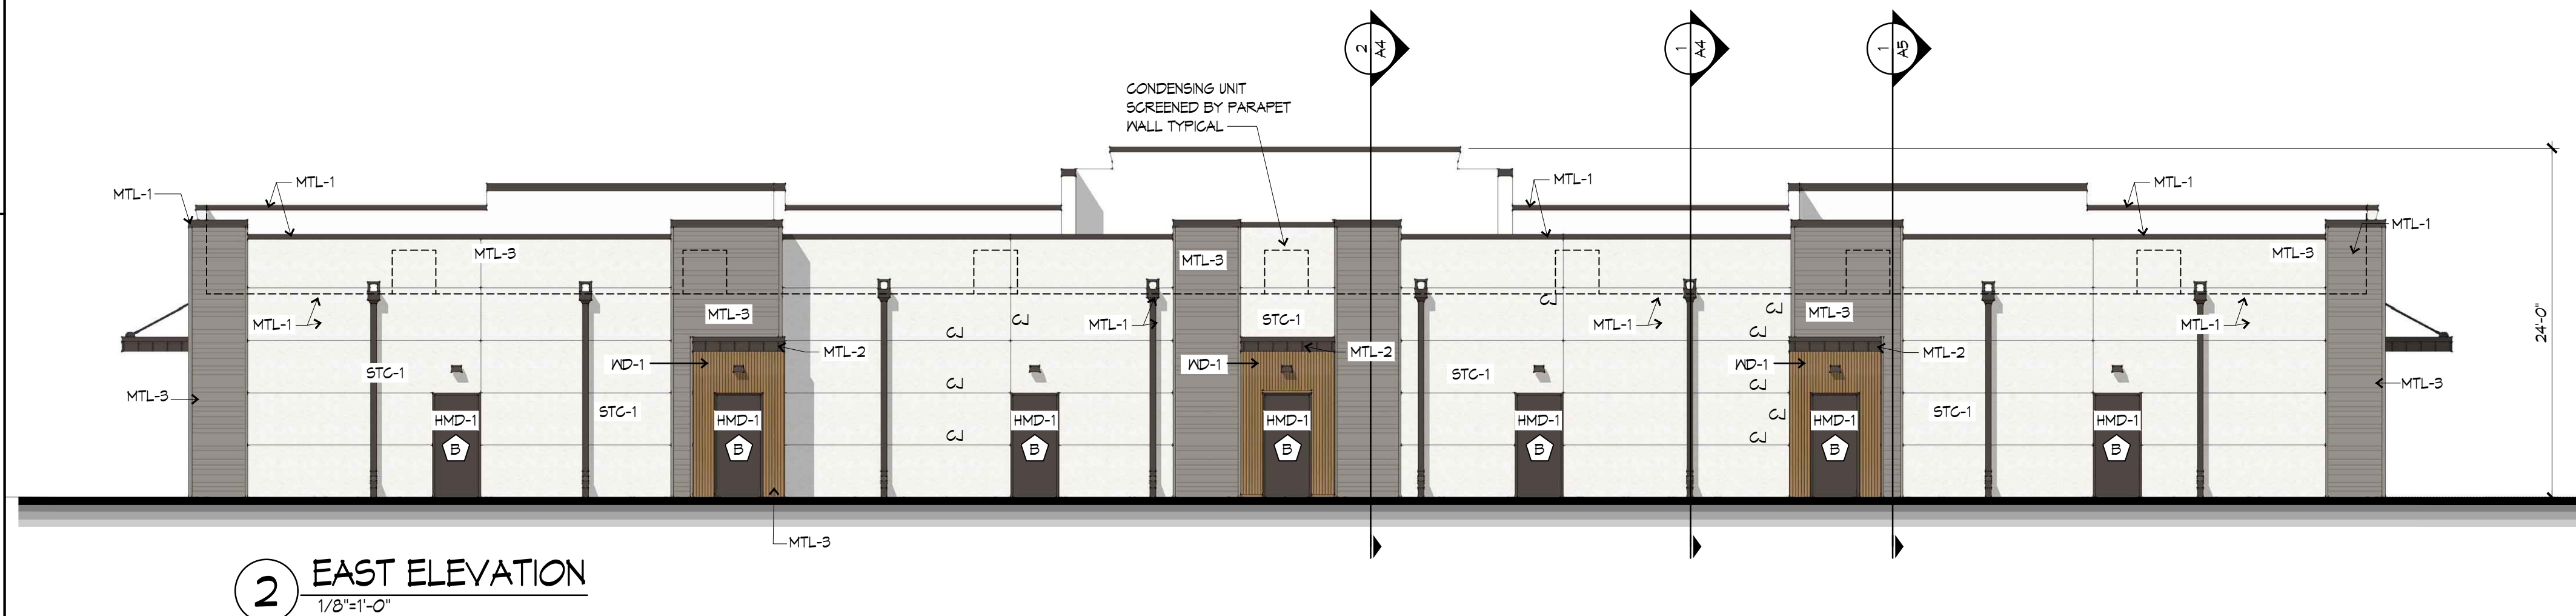 2
A4
1
A4
1
A5
CONDENSING UNIT
SCREENED BY PARAPET
WALL TYPICAL
MTL-1
MTL-1
MTL-1
MTL-1
MTL-1
MTL-3
MTL-3
MTL-3
24'-0"
MTL-3
STC-1
MTL-3
MTL-1
CJ
CJ
MTL-1
CJ
MTL-1
CJ
MTL-1
WD-1
MTL-2
WD-1
MTL-2
CJ
WD-1
MTL-2
MTL-3
STC-1
CJ
STC-1
CJ
MTL-3
STC-1
CJ
STC-1
HMD-1
HMD-1
HMD-1
HMD-1
HMD-1
HMD-1
HMD-1
CJ
CJ
B
B
B
B
B
B
B
MTL-3
2
EAST ELEVATION
1/8"=1'-0"